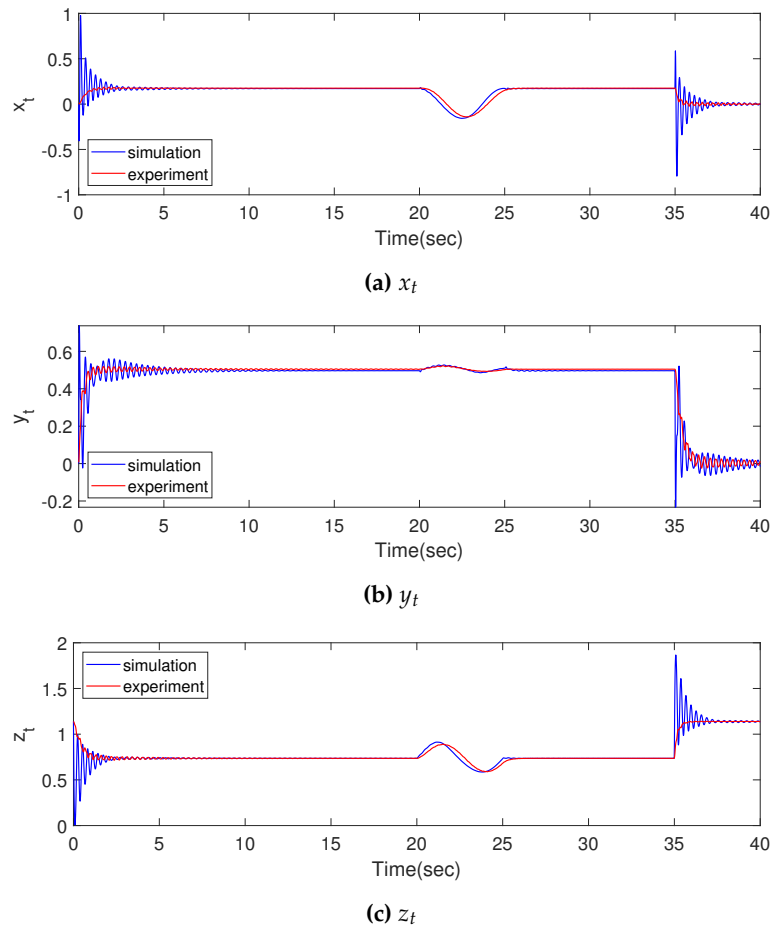 1
0.5
0
-0.5
-1
x_t
simulation
experiment
0 5 10 15 20 25 30 35 40
Time(sec)
(a) x_t
0.6
0.4
0.2
0
-0.2
y_t
simulation
experiment
0 5 10 15 20 25 30 35 40
Time(sec)
(b) y_t
2
1.5
1
0.5
0
z_t
simulation
experiment
0 5 10 15 20 25 30 35 40
Time(sec)
(c) z_t